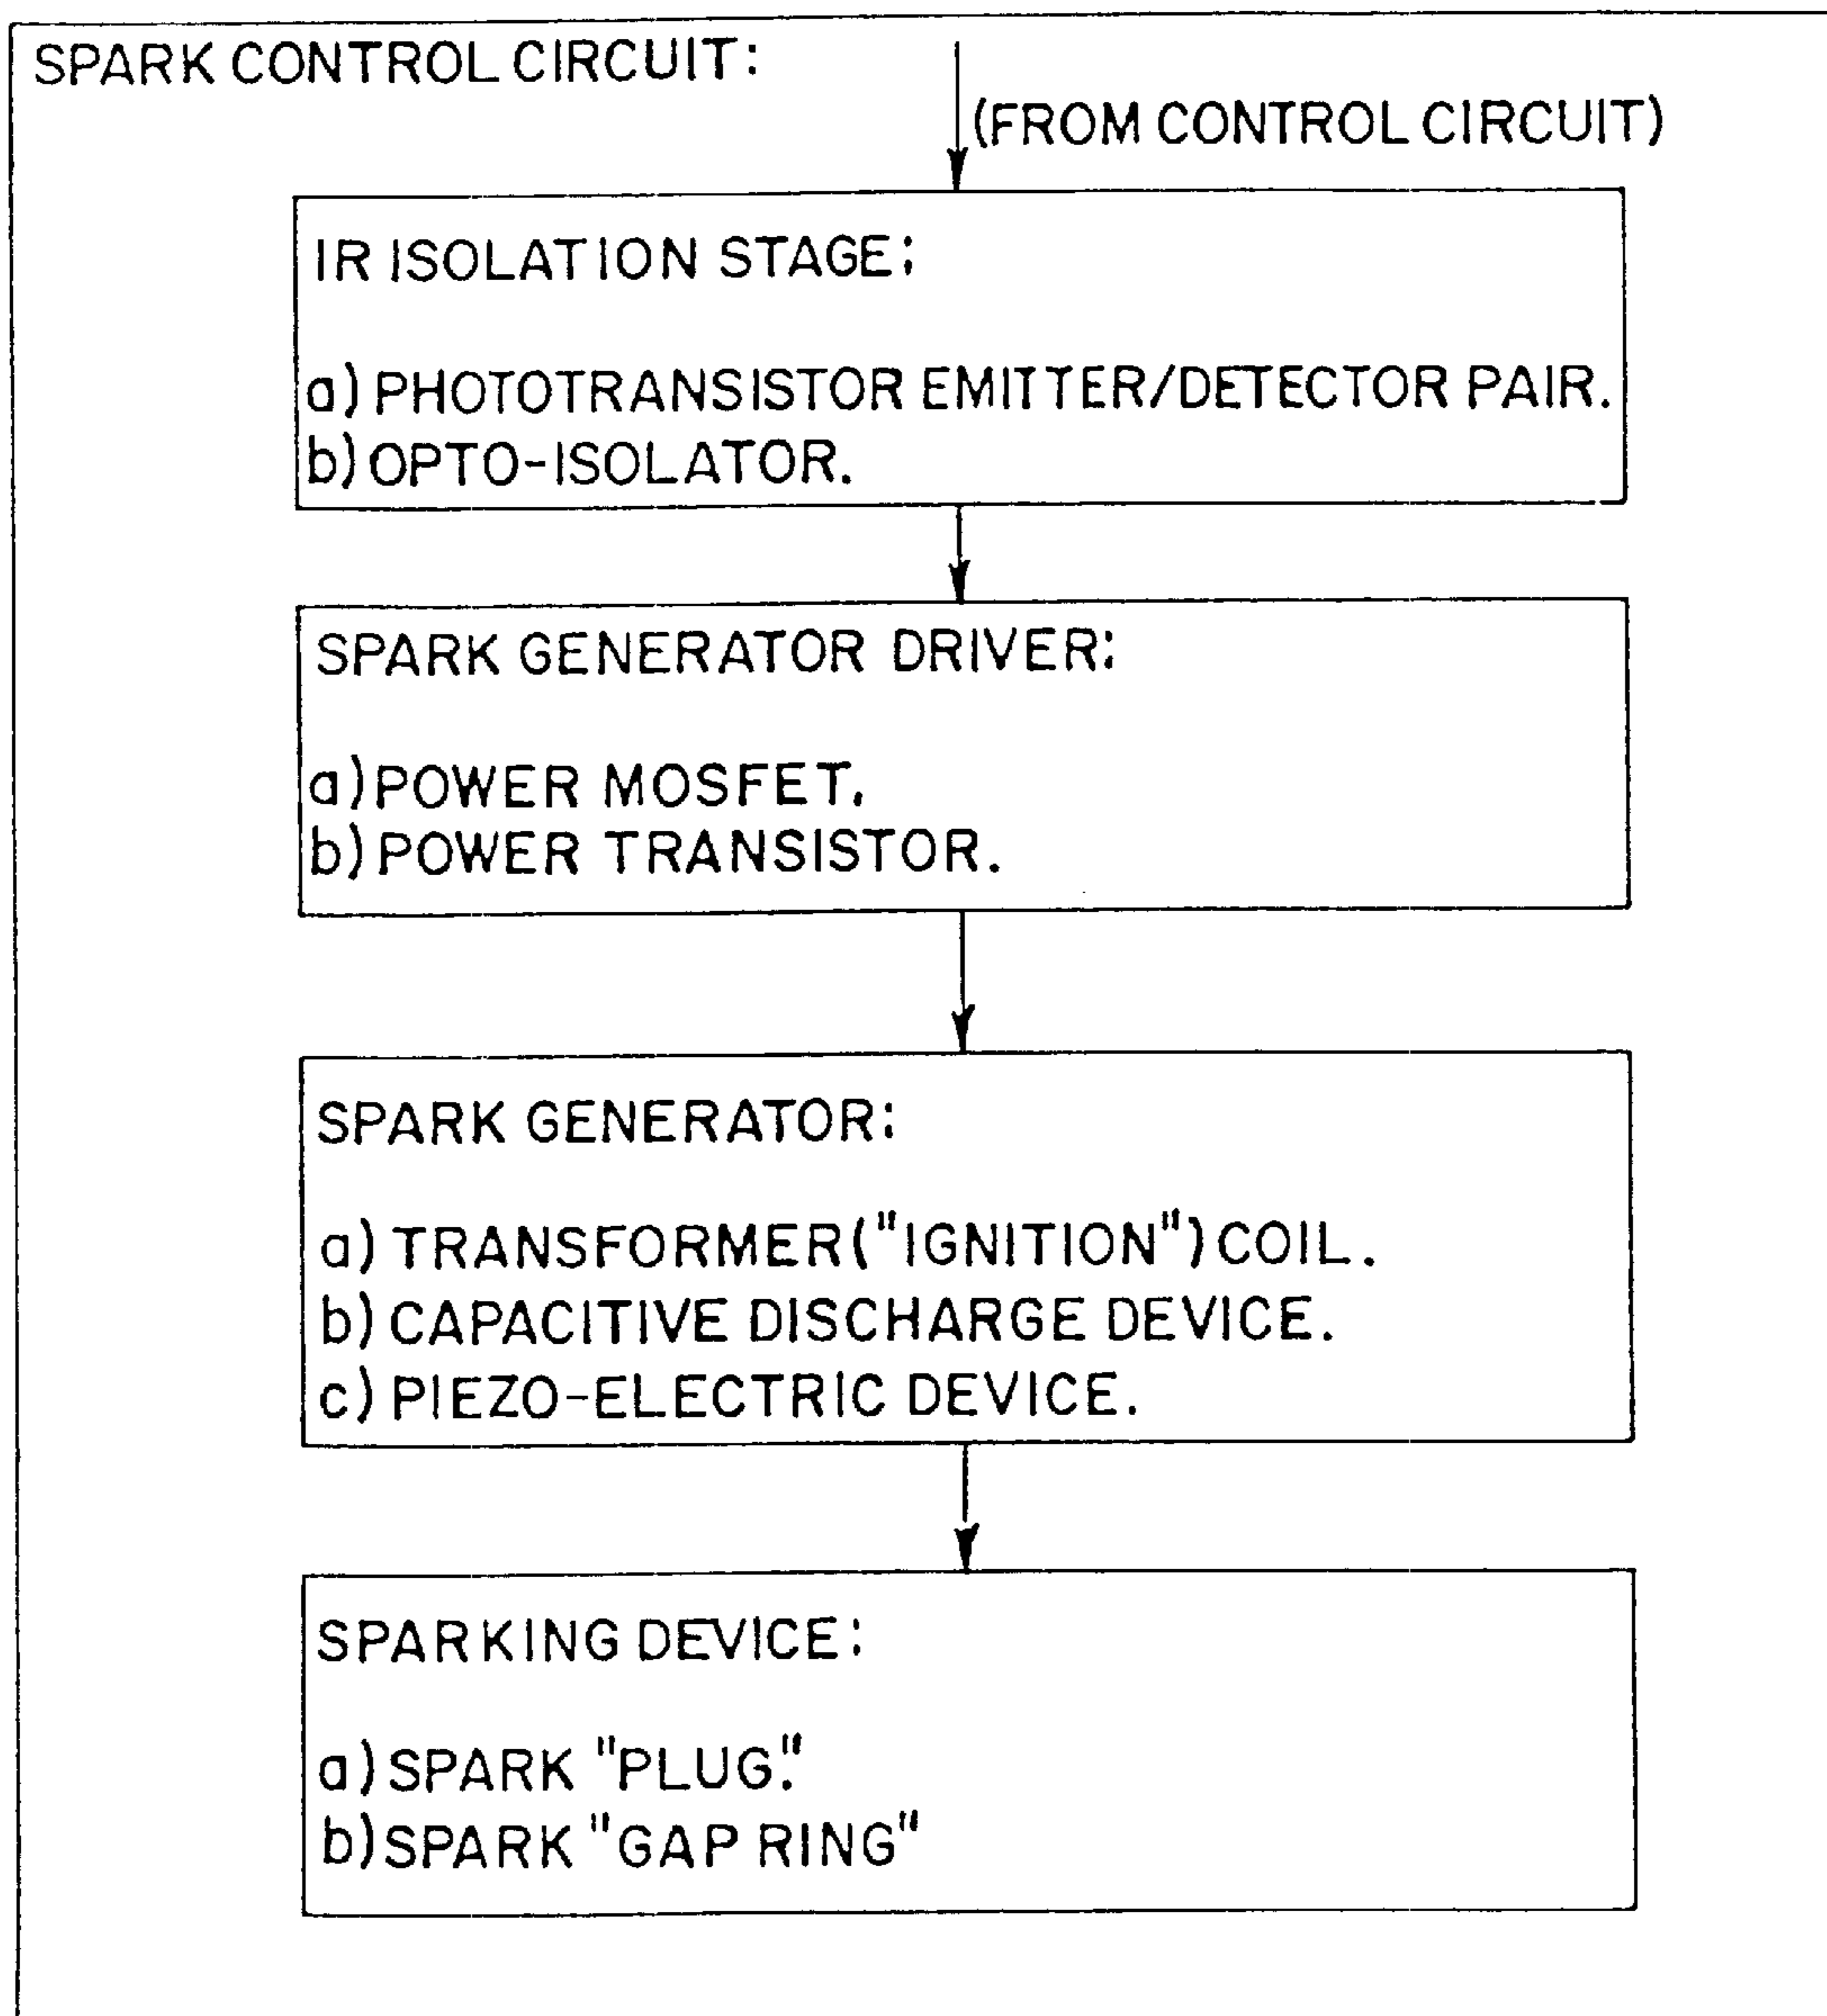 SPARK CONTROL CIRCUIT:
(FROM CONTROL CIRCUIT)
IR ISOLATION STAGE:
a) PHOTOTRANSISTOR EMITTER/DETECTOR PAIR.
b) OPTO-ISOLATOR.
SPARK GENERATOR DRIVER:
a) POWER MOSFET.
b) POWER TRANSISTOR.
SPARK GENERATOR:
a) TRANSFORMER ("IGNITION") COIL.
b) CAPACITIVE DISCHARGE DEVICE.
c) PIEZO-ELECTRIC DEVICE.
SPARKING DEVICE:
a) SPARK "PLUG."
b) SPARK "GAP RING"